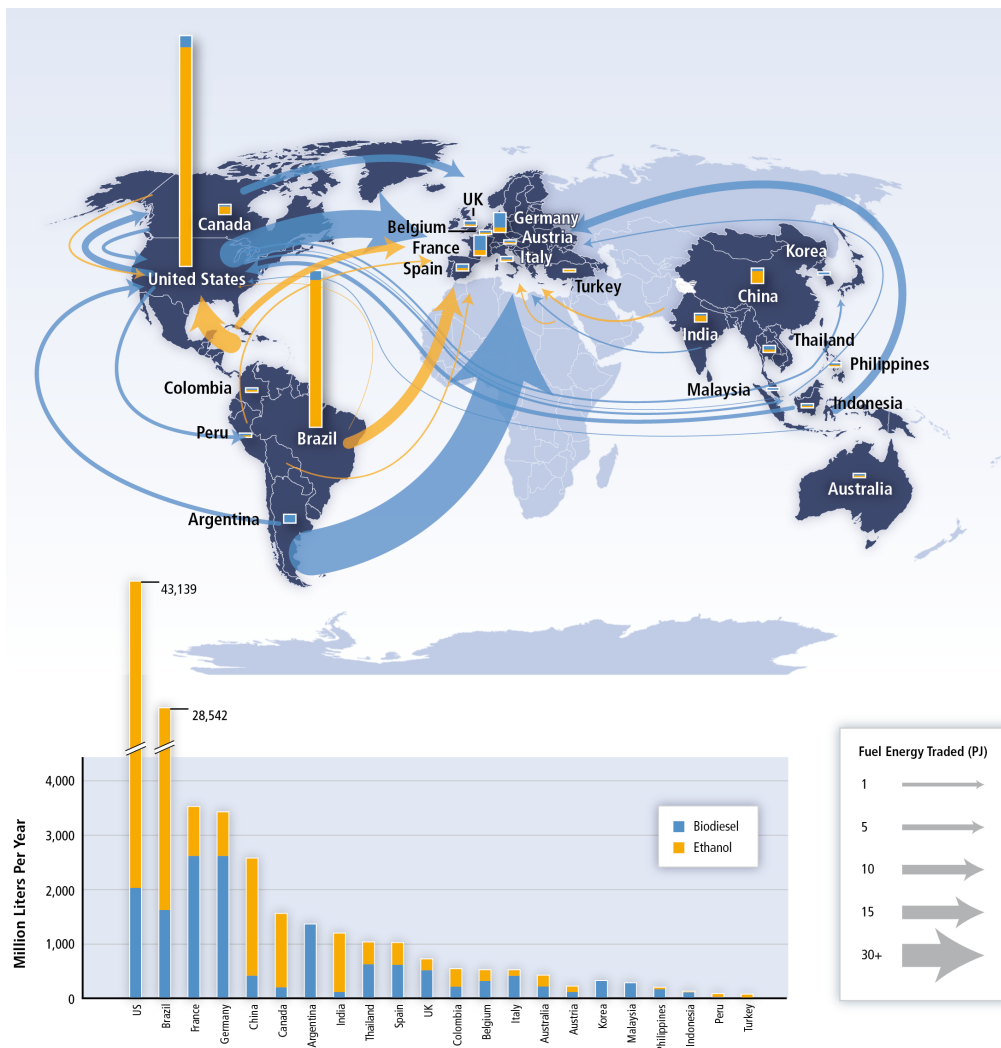 UK
Canada
Belgium
Germany
France
Austria
Korea
Spain
Italy
United States
Turkey
China
India
Thailand
Philippines
Colombia
Malaysia
Indonesia
Peru
Brazil
Australia
Argentina
43,139
28,542
Million Liters Per Year
4,000
3,000
2,000
1,000
0
Biodiesel
Ethanol
US
Brazil
France
Germany
China
Canada
Argentina
India
Thailand
Spain
UK
Colombia
Belgium
Italy
Australia
Austria
Korea
Malaysia
Philippines
Indonesia
Peru
Turkey
Fuel Energy Traded (PJ)
1
5
10
15
30+